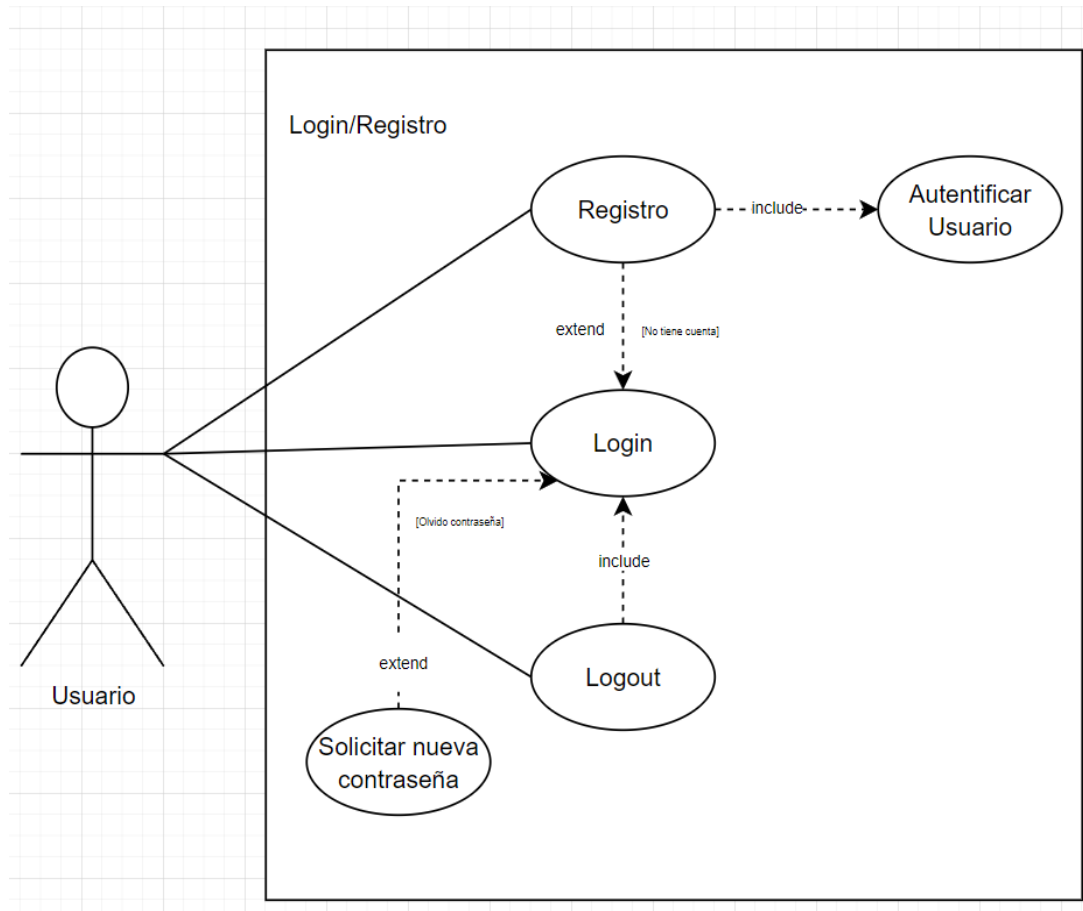 Login/Registro
Registro
include
Autentificar
Usuario
extend
[No tiene cuenta]
Login
[Olvido contraseña]
include
extend
Logout
Usuario
Solicitar nueva
contraseña